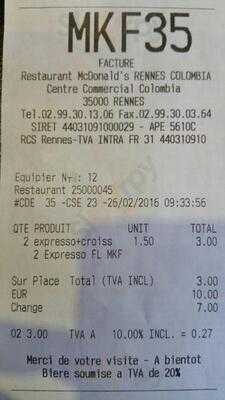 MKF35
FACTURE
Restaurant McDonald's RENNES COLOMBIA
Centre Commercial Colombia
35000 RENNES
Tel.02.99.30.13.06 Fax.02.99.30.03.64
SIRET 44031091000029 - APE 5610C
RCS Rennes-TVA INTRA FR 31 440310910
Equipier N° : 12
Restaurant 25000045
#CDE 35 -CSE 23 -26/02/2016 09:33:56
QTE PRODUIT UNIT TOTAL
2 expresso+croiss 1.50 3.00
2 Expresso FL MKF
Sur Place Total (TVA INCL) 3.00
EUR 10.00
Change 7.00
02 3.00 TVA A 10.00% INCL. = 0.27
Merci de votre visite - A bientot
Biere soumise a TVA de 20%